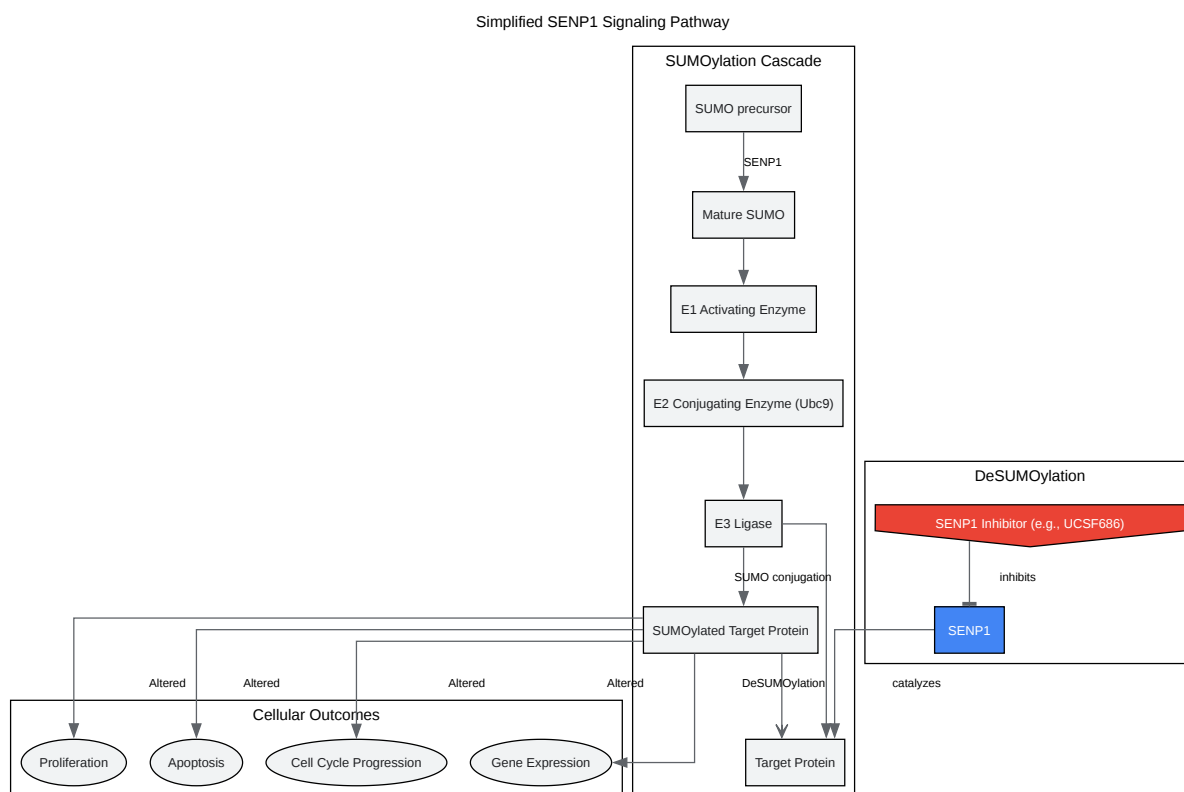 Simplified SENP1 Signaling Pathway
SUMOylation Cascade
SUMO precursor
SENP1
Mature SUMO
E1 Activating Enzyme
E2 Conjugating Enzyme (Ubc9)
DeSUMOylation
E3 Ligase
SENP1 Inhibitor (e.g., UCSF686)
SUMO conjugation
inhibits
SUMOylated Target Protein
SENP1
Altered
Altered
Altered
Altered
DeSUMOylation
catalyzes
Cellular Outcomes
Proliferation
Apoptosis
Cell Cycle Progression
Gene Expression
Target Protein